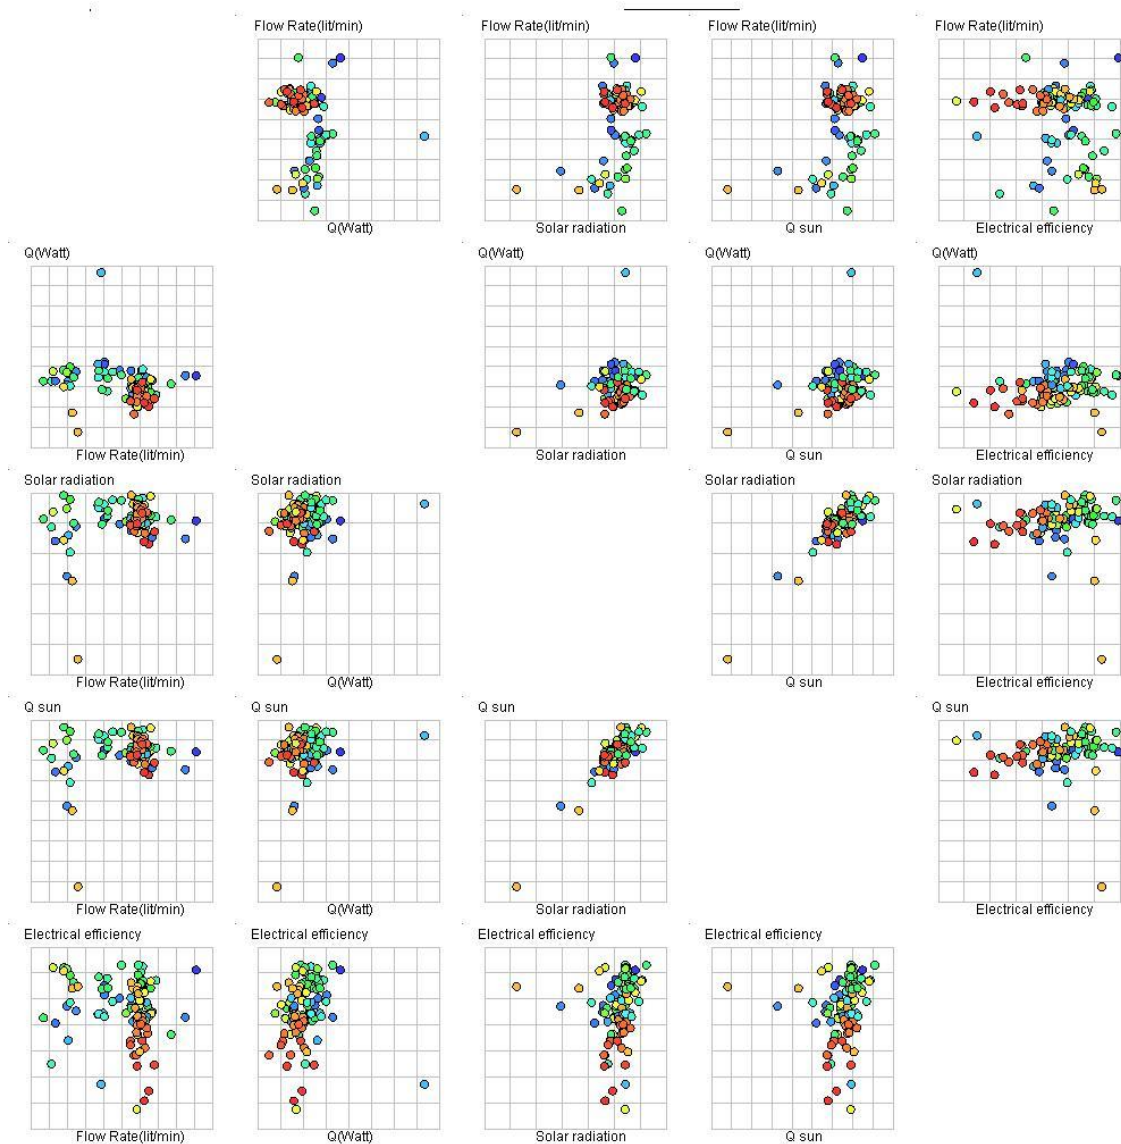 Flow Rate(lit/min) Flow Rate(lit/min) Flow Rate(lit/min) Flow Rate(lit/min)
Q(Watt) Solar radiation Q sun Electrical efficiency
Q(Watt) Q(Watt) Q(Watt) Q(Watt)
Flow Rate(lit/min) Solar radiation Q sun Electrical efficiency
Solar radiation Solar radiation Solar radiation Solar radiation
Flow Rate(lit/min) Q(Watt) Q sun Electrical efficiency
Q sun Q sun Q sun Q sun
Flow Rate(lit/min) Q(Watt) Solar radiation Electrical efficiency
Electrical efficiency Electrical efficiency Electrical efficiency Electrical efficiency
Flow Rate(lit/min) Q(Watt) Solar radiation Q sun